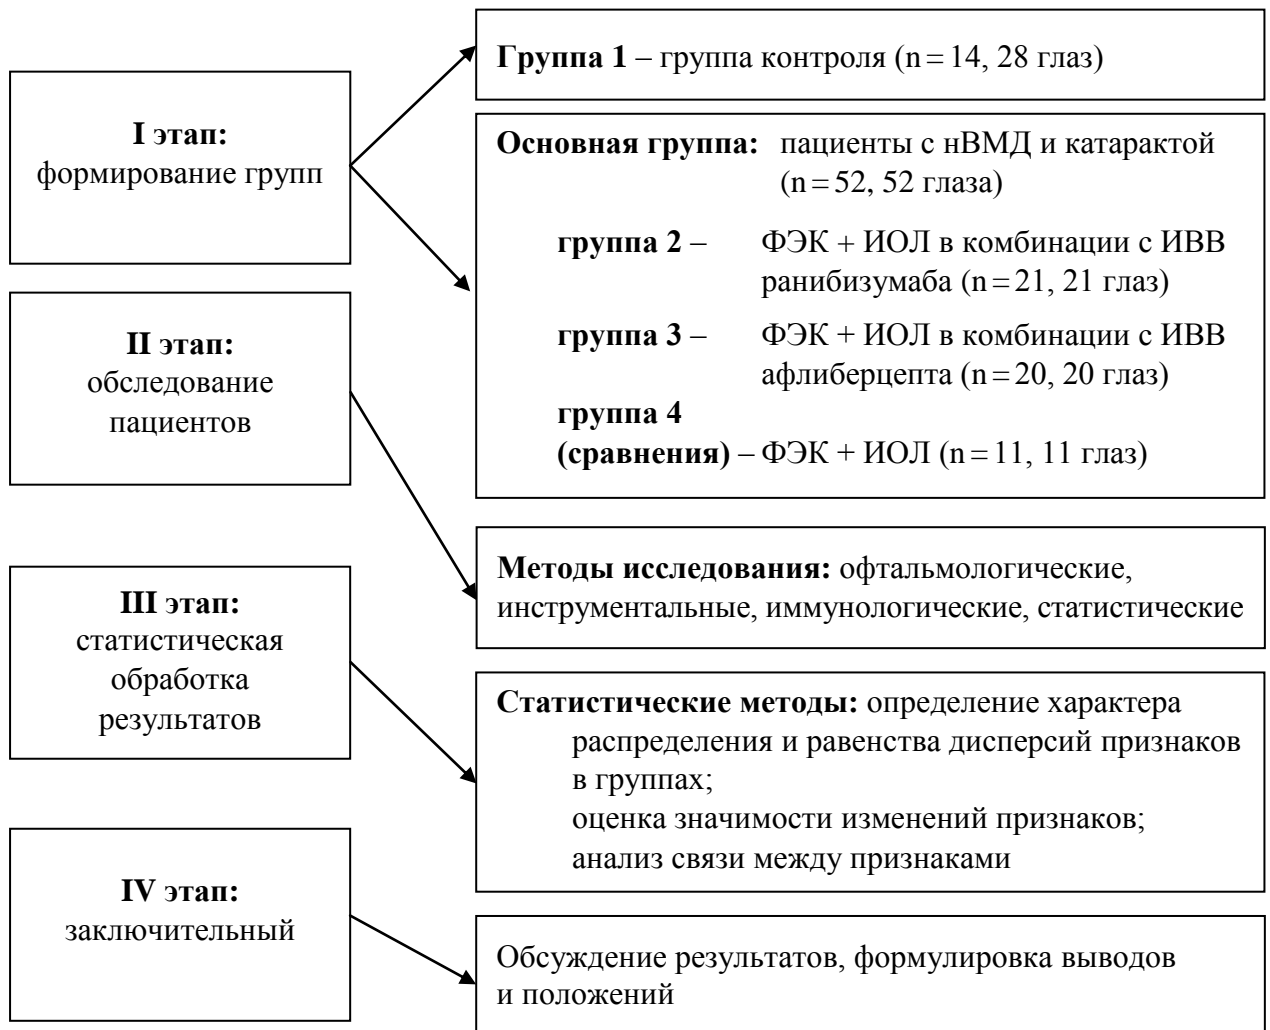 I этап:
формирование групп
Группа 1 – группа контроля (n = 14, 28 глаз)
Основная группа: пациенты с нВМД и катарактой
(n = 52, 52 глаза)
группа 2 – ФЭК + ИОЛ в комбинации с ИВВ
ранибизумаба (n = 21, 21 глаз)
группа 3 – ФЭК + ИОЛ в комбинации с ИВВ
афлиберцепта (n = 20, 20 глаз)
группа 4
(сравнения) – ФЭК + ИОЛ (n = 11, 11 глаз)
II этап:
обследование
пациентов
Методы исследования: офтальмологические,
инструментальные, иммунологические, статистические
III этап:
статистическая
обработка
результатов
Статистические методы: определение характера
распределения и равенства дисперсий признаков
в группах;
оценка значимости изменений признаков;
анализ связи между признаками
IV этап:
заключительный
Обсуждение результатов, формулировка выводов
и положений